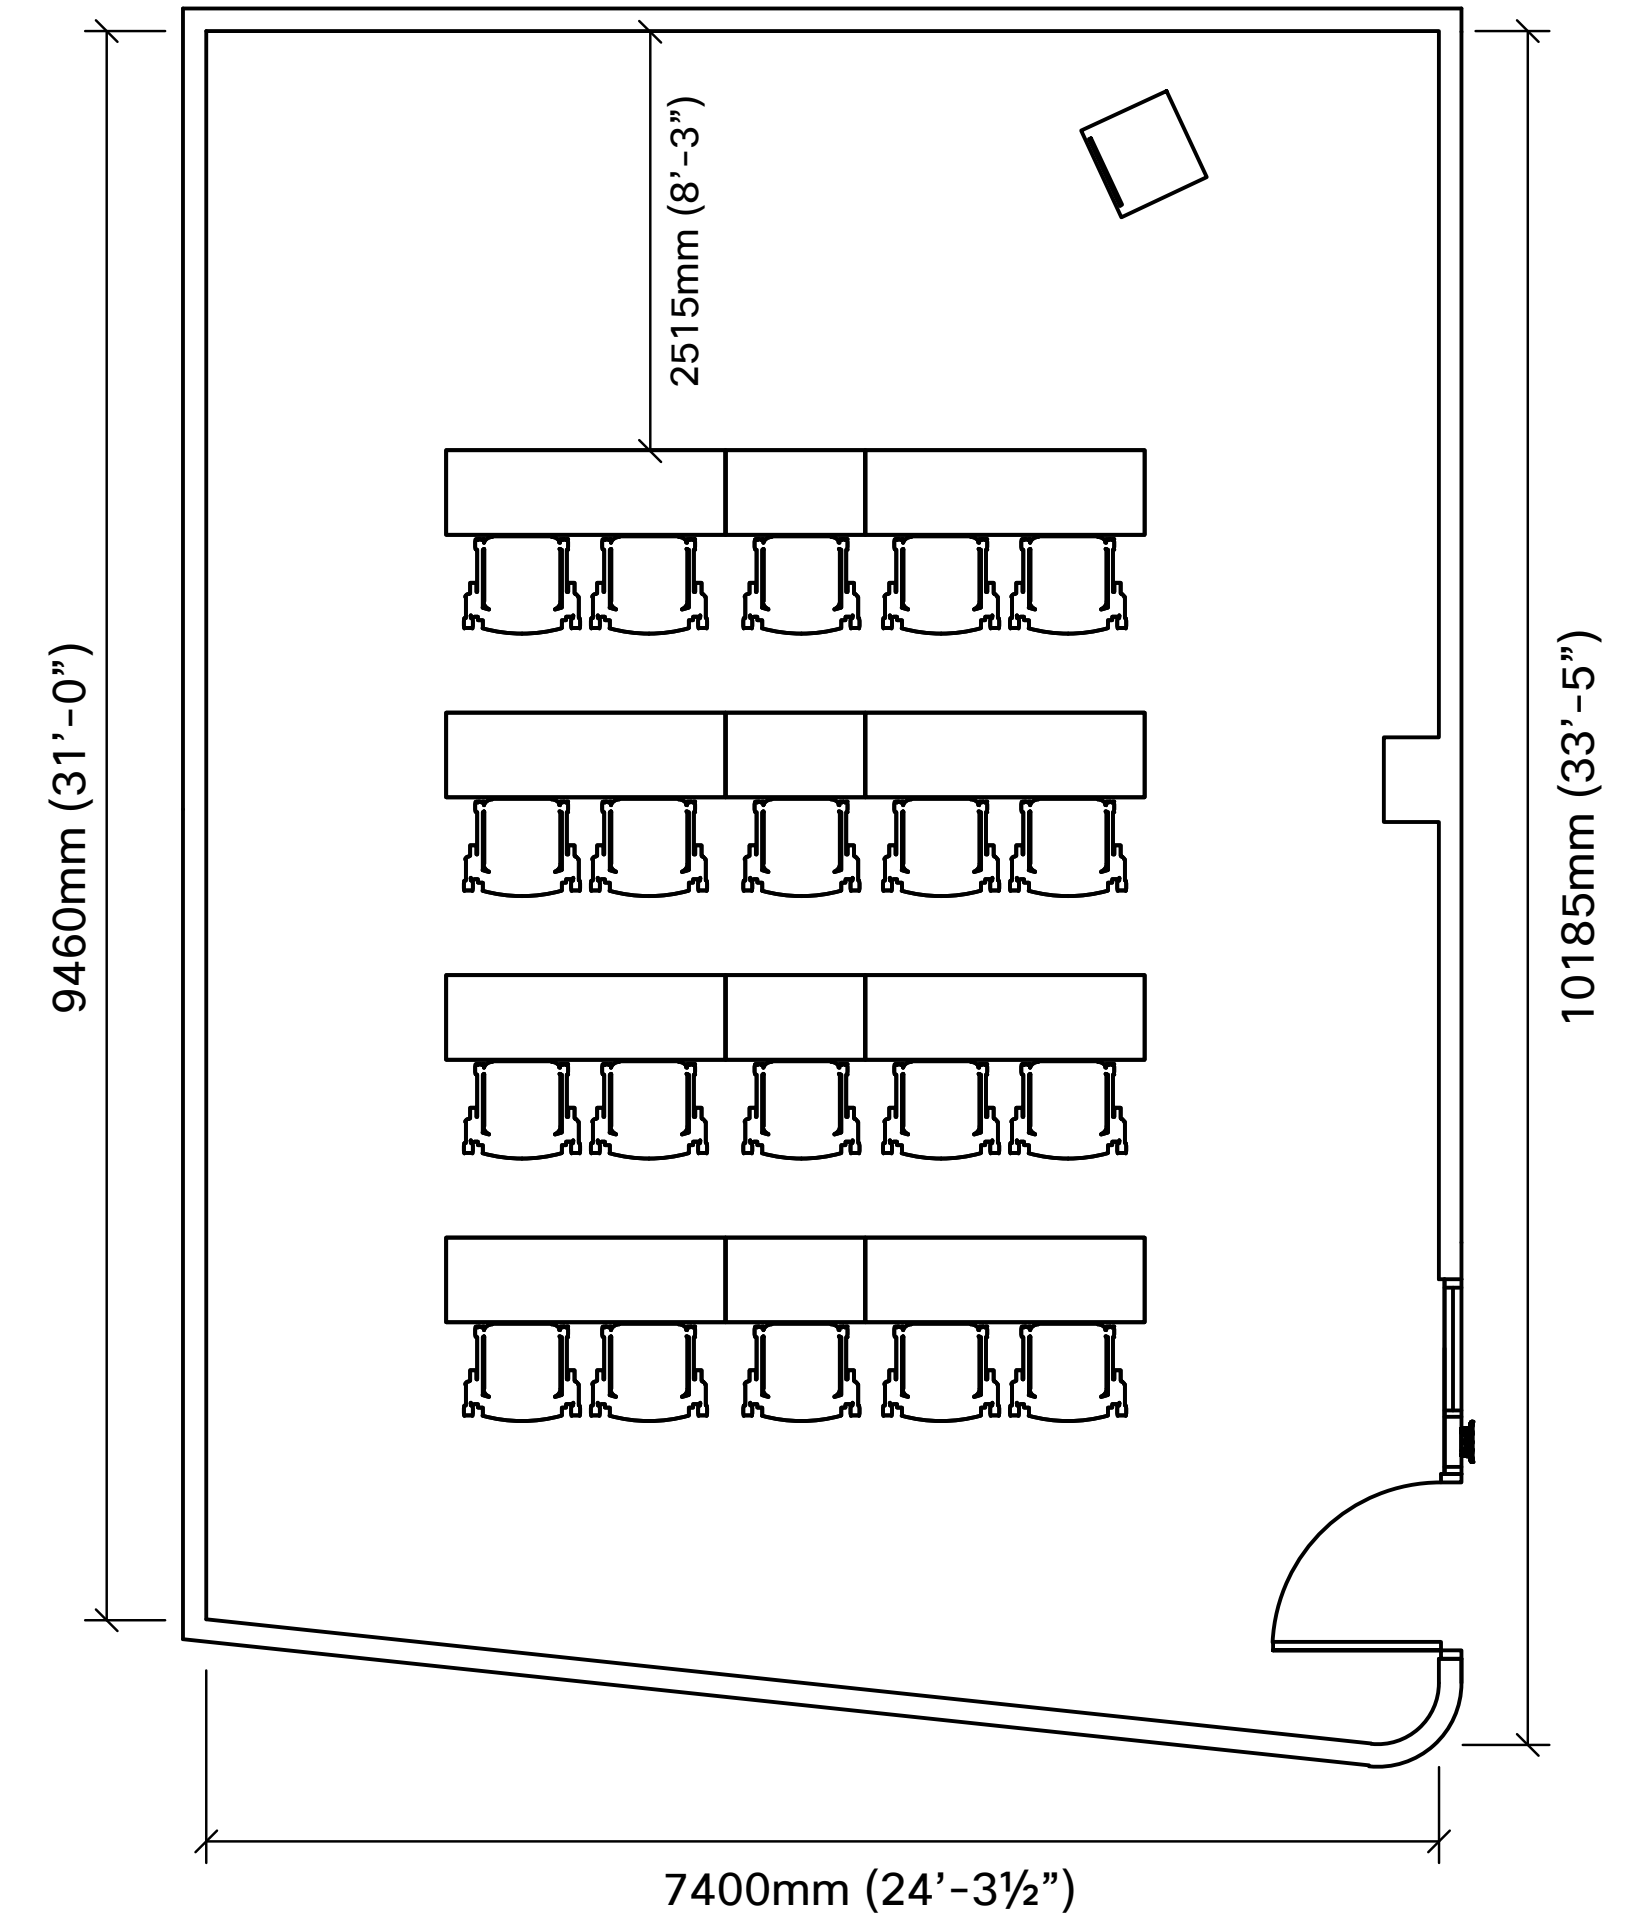 2515mm (8’-3”)
9460mm (31’-0”)
10185mm (33’-5”)
7400mm (24’-3½”)